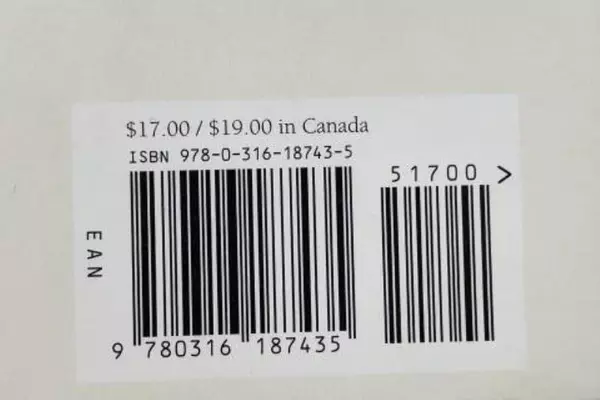 $17.00 / $19.00 in Canada
ISBN 978-0-316-18743-5
51700 >
EAN
9 780316 187435